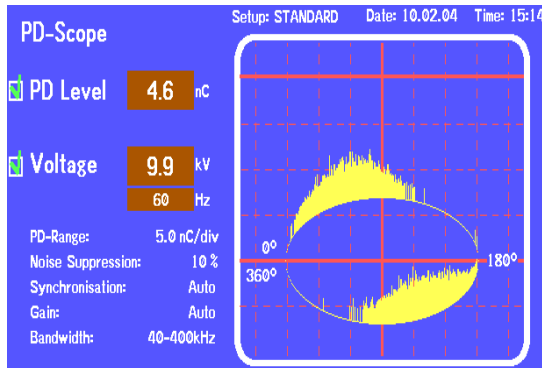 Setup: STANDARD Date: 10.02.04 Time: 15:14
PD-Scope
PD Level 4.6 nC
Voltage 9.9 kV
60 Hz
PD-Range: 5.0 nC/div
Noise Suppression: 10 %
Synchronisation: Auto
Gain: Auto
Bandwidth: 40-400kHz
0°
180°
360°